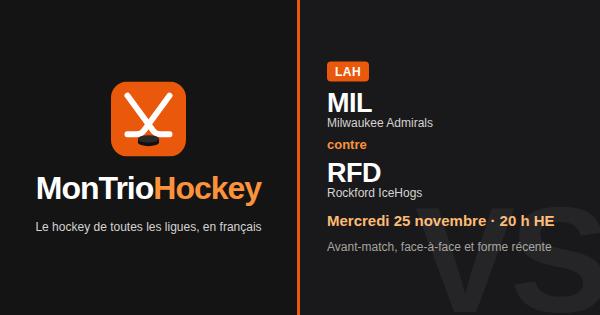 MonTrioHockey
Le hockey de toutes les ligues, en français
LAH
MIL
Milwaukee Admirals
contre
RFD
Rockford IceHogs
Mercredi 25 novembre · 20 h HE
Avant-match, face-à-face et forme récente
VS